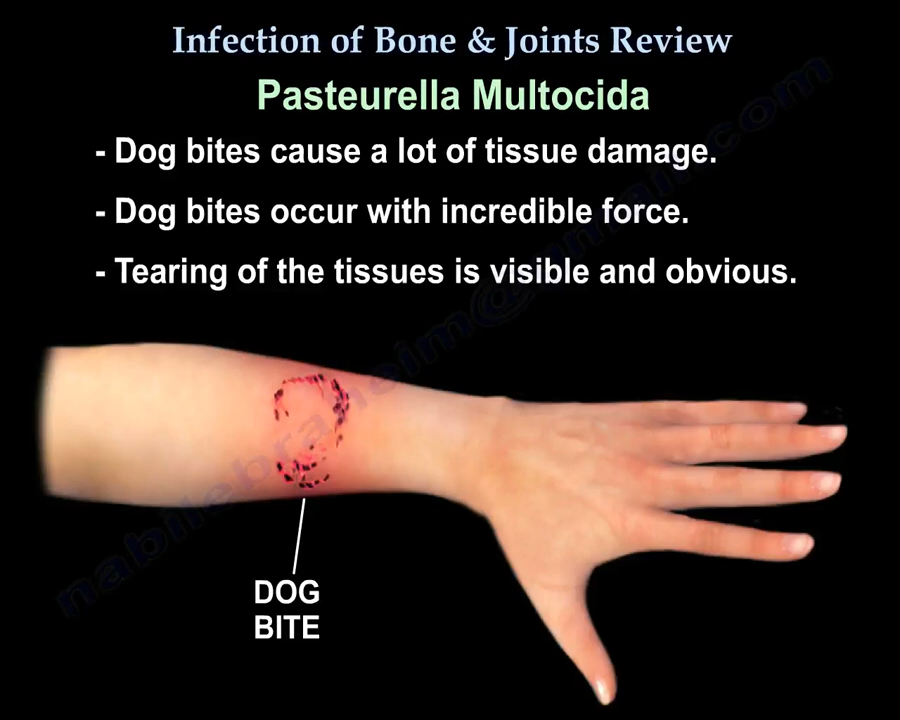 Infection of Bone & Joints Review
Pasteurella Multocida
- Dog bites cause a lot of tissue damage.
- Dog bites occur with incredible force.
- Tearing of the tissues is visible and obvious.
DOG
BITE